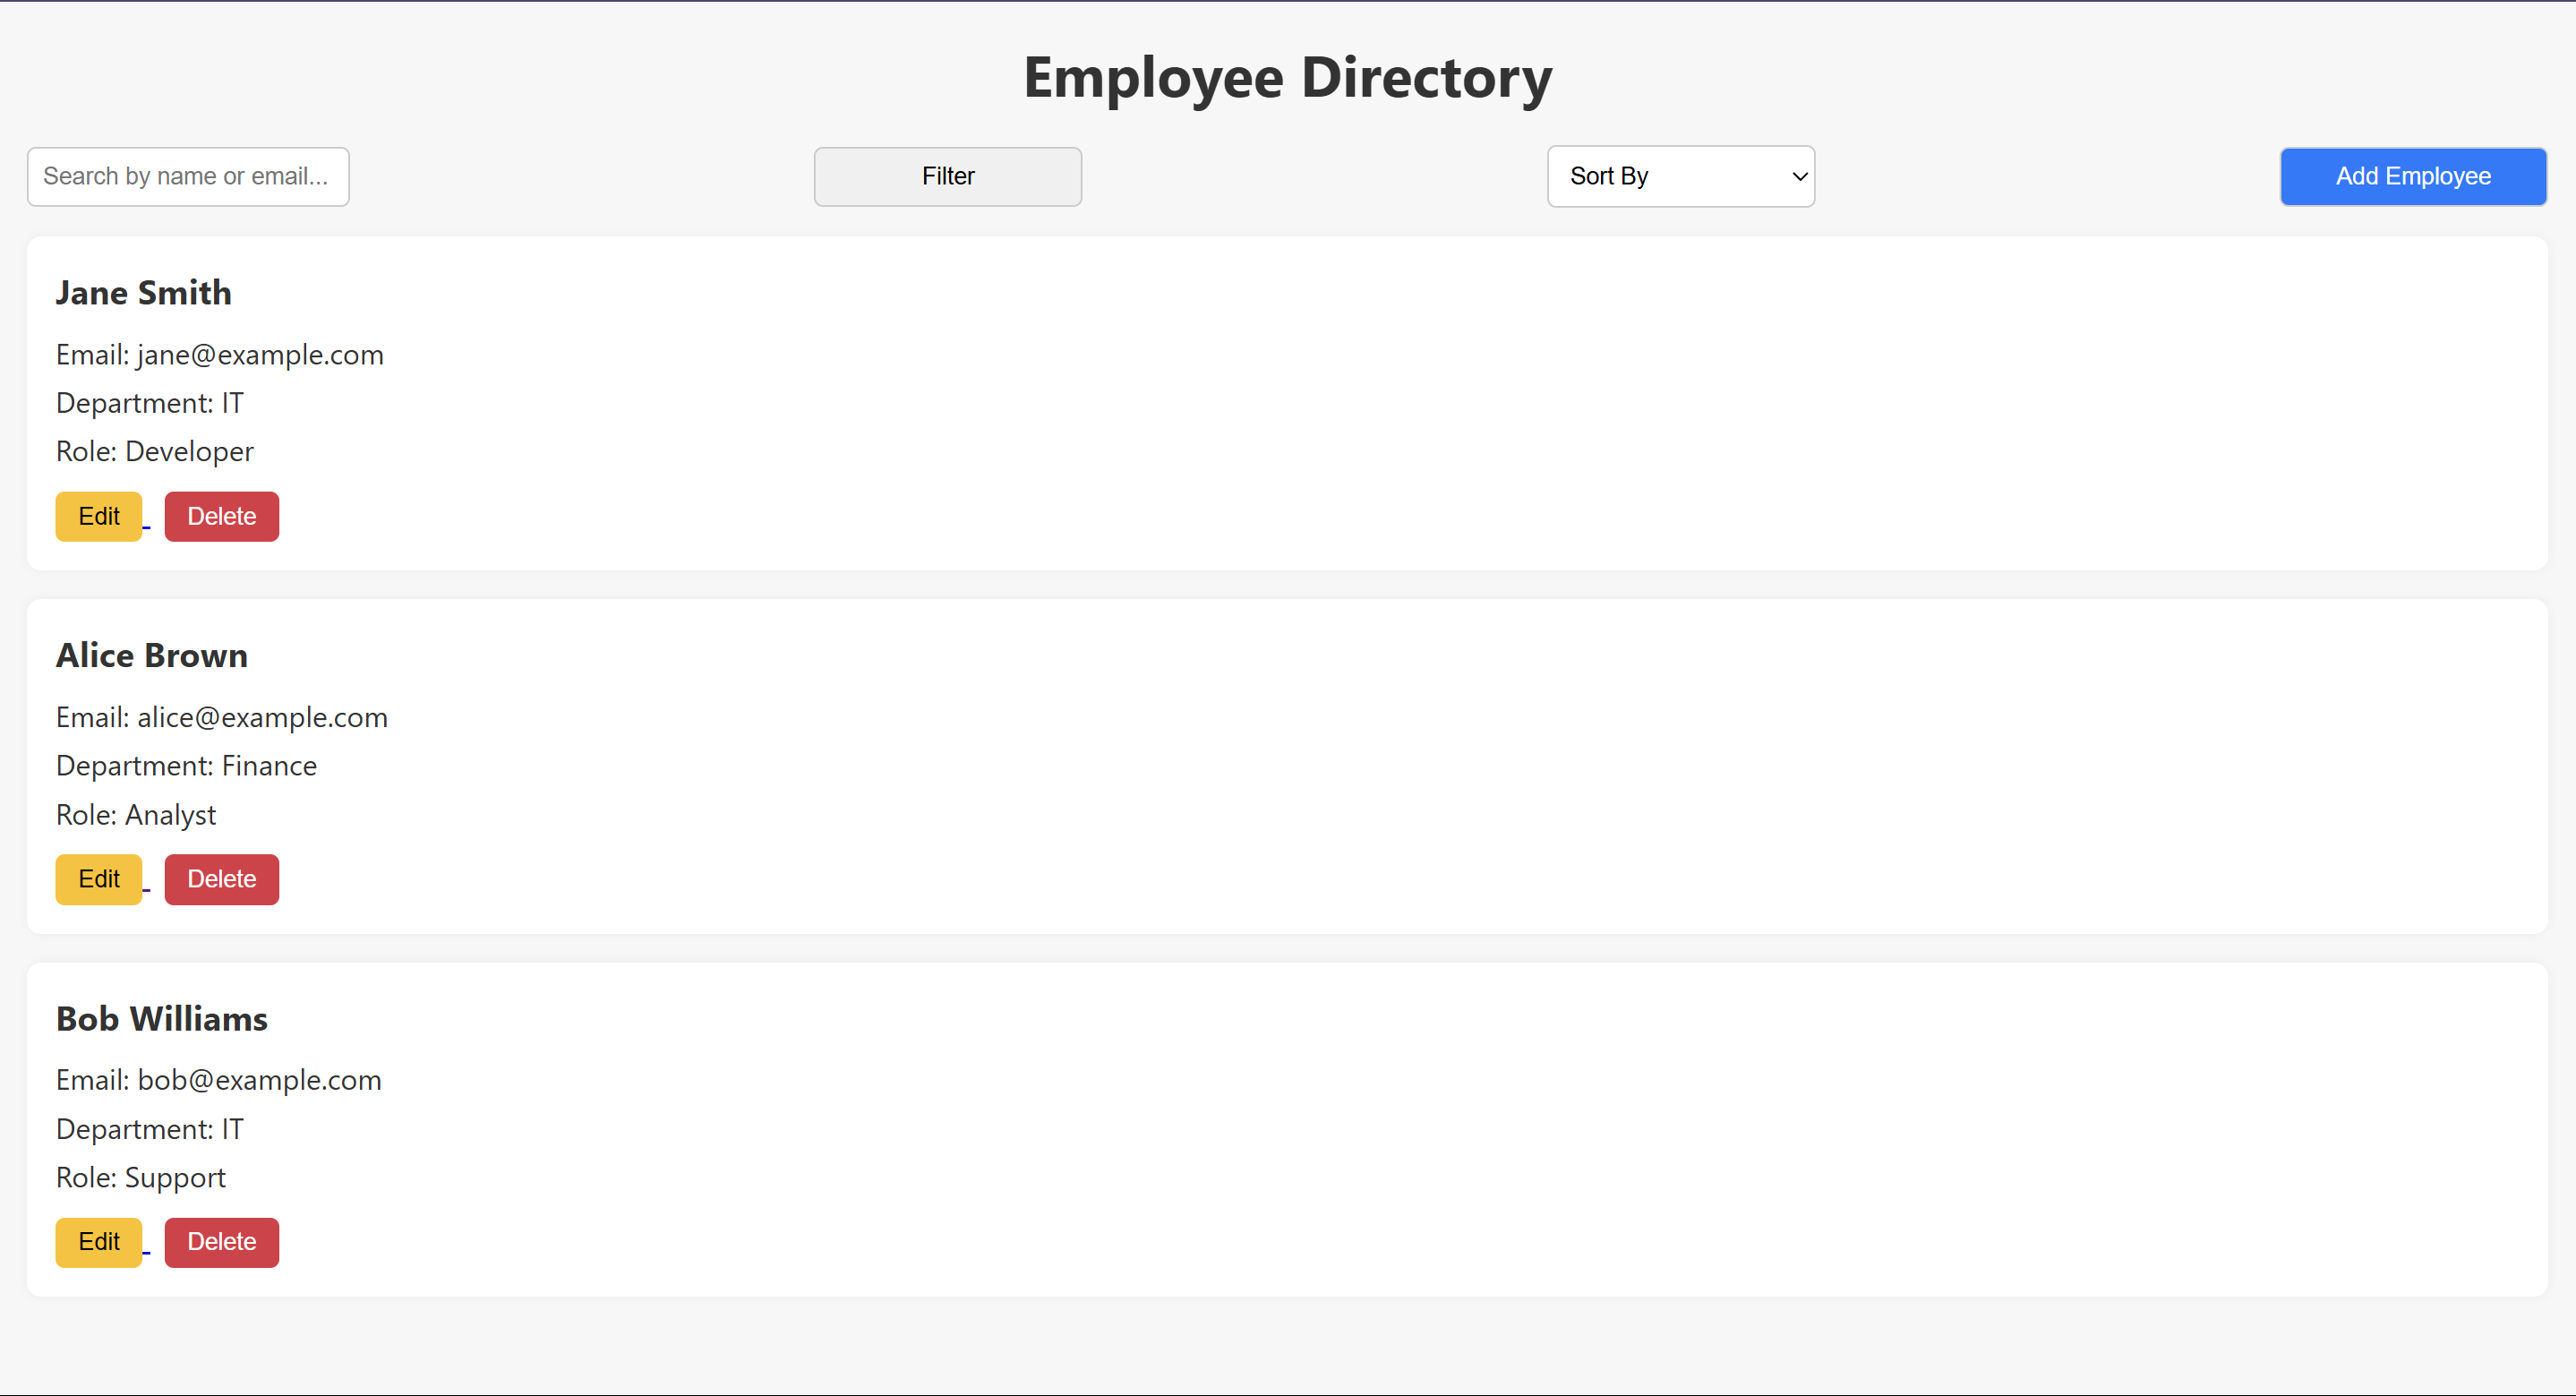 Employee Directory
Search by name or email... Filter Sort By Add Employee
Jane Smith
Email: jane@example.com
Department: IT
Role: Developer
Edit Delete
Alice Brown
Email: alice@example.com
Department: Finance
Role: Analyst
Edit Delete
Bob Williams
Email: bob@example.com
Department: IT
Role: Support
Edit Delete